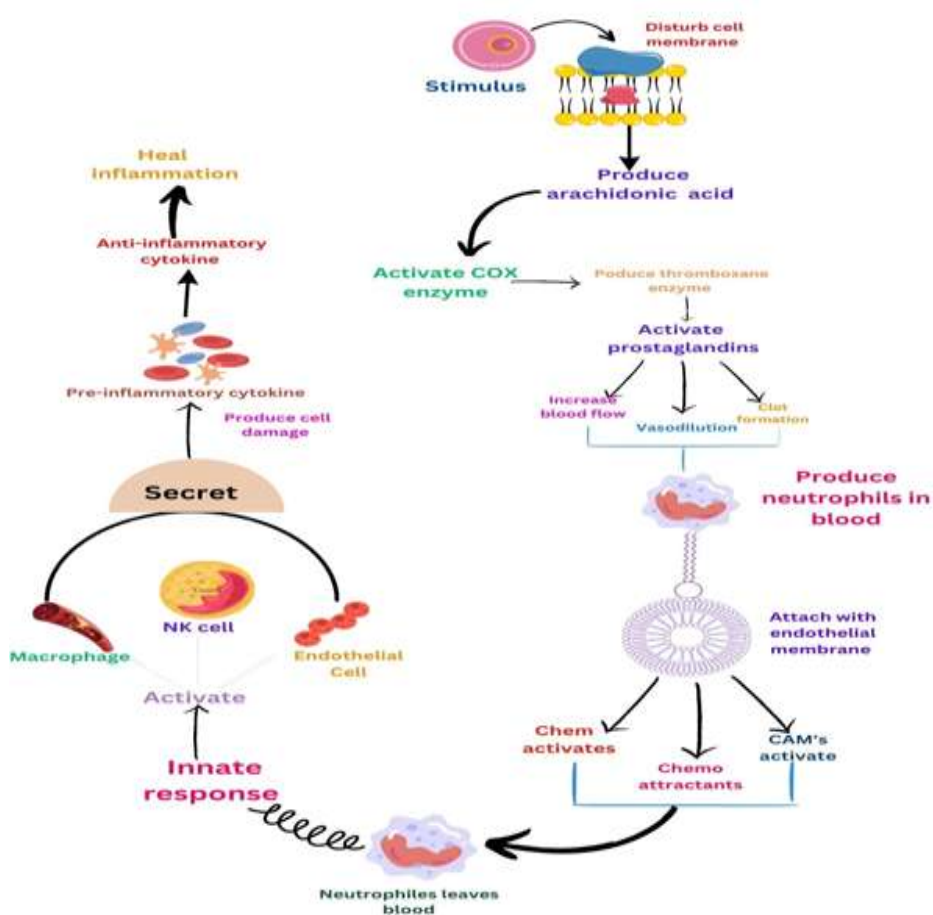 Stimulus
Disturb cell
membrane
Produce
arachidonic acid
Activate COX
enzyme
Poduce thromboxane
enzyme
Activate
prostaglandins
Increase
blood flow
Vasodilution
Clot
formation
Produce
neutrophils in
blood
Attach with
endothelial
membrane
Chem
activates
Chemo
attractants
CAM's
activate
Neutrophiles leaves
blood
Innate
response
Activate
Macrophage
NK cell
Endothelial
Cell
Secret
Produce cell
damage
Pre-inflammatory cytokine
Anti-inflammatory
cytokine
Heal
inflammation